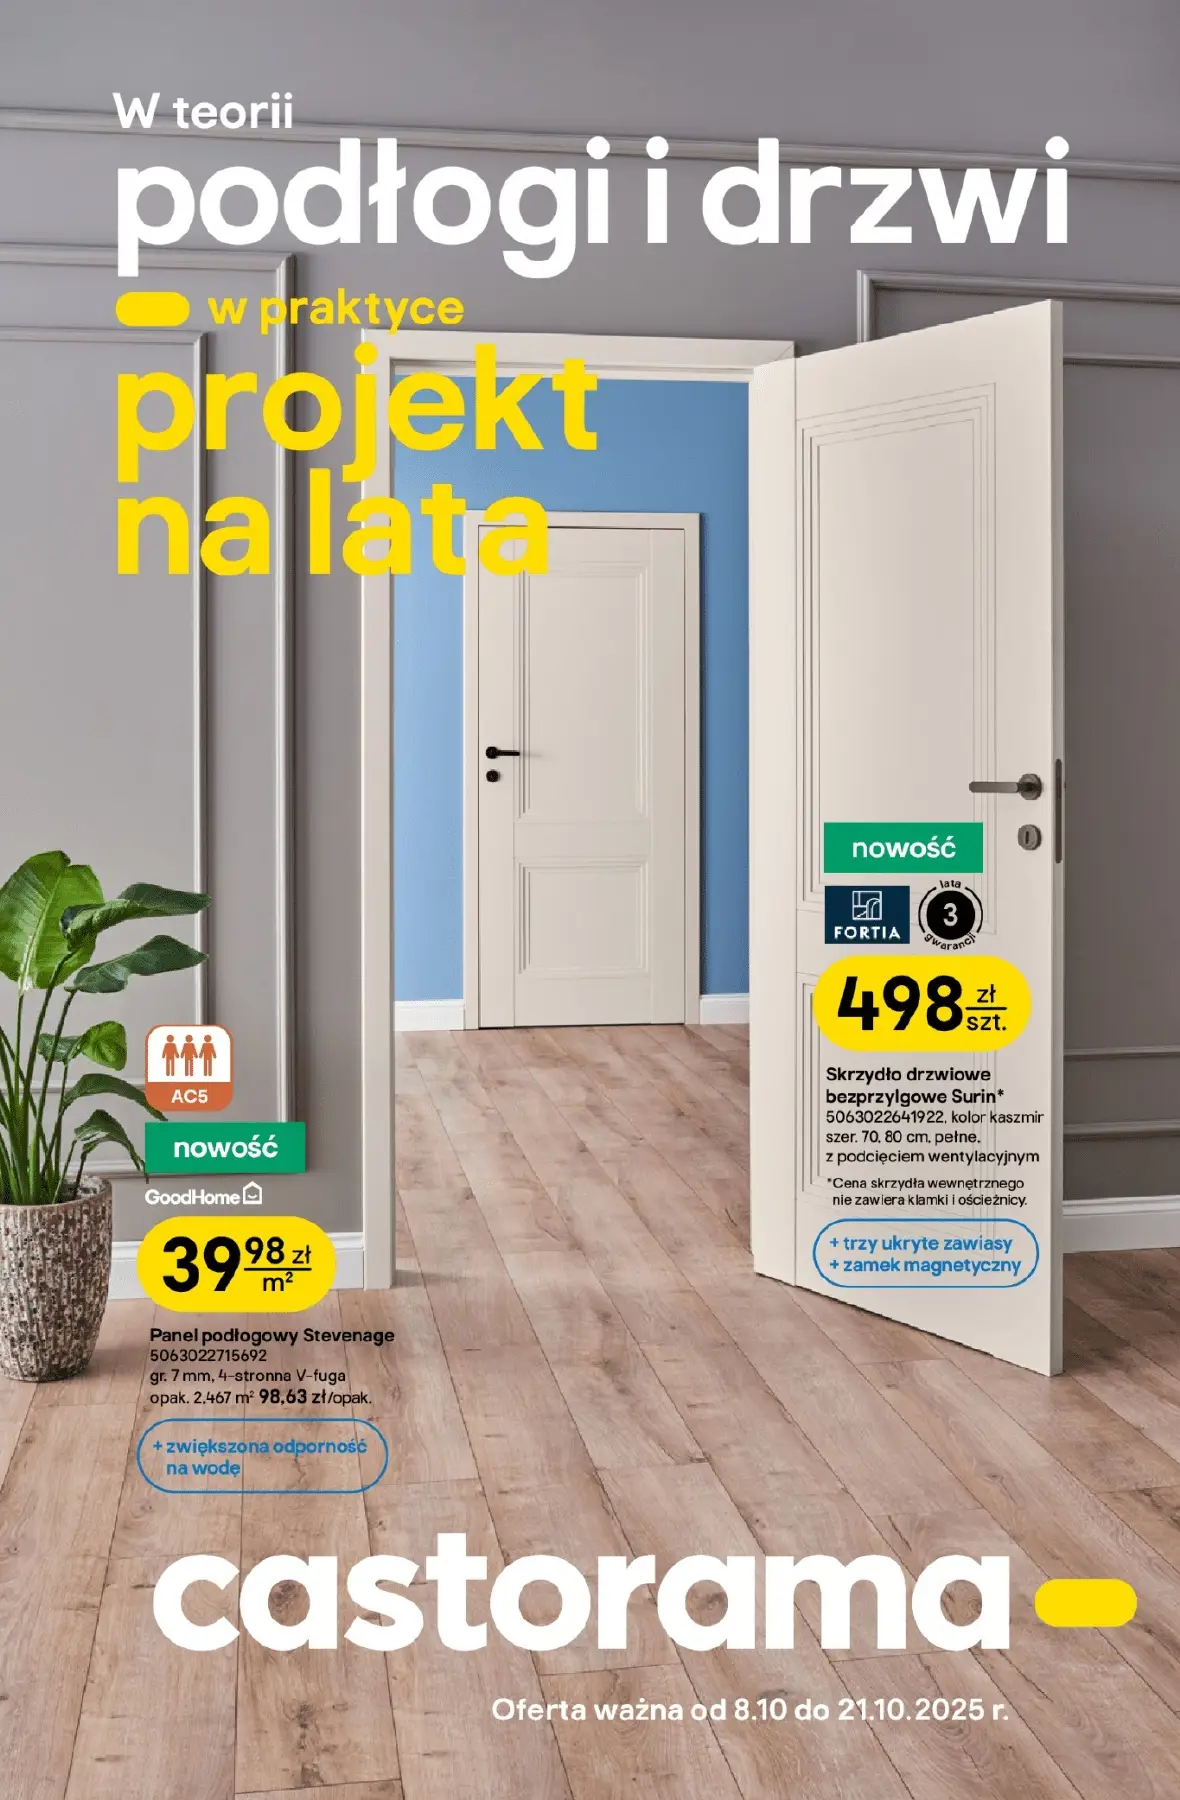 W teorii
podłogi i drzwi
w praktyce
projekt
na lata
nowość
FORTIA
lata
3
gwarancji
498 zł
szt.
Skrzydło drzwiowe
bezprzylgowe Surin*
5063022641922, kolor kaszmir
szer. 70, 80 cm, pełne,
z podcięciem wentylacyjnym
*Cena skrzydła wewnętrznego
nie zawiera klamki i ościeżnicy.
+ trzy ukryte zawiasy
+ zamek magnetyczny
AC5
nowość
GoodHome
39 98 zł
m²
Panel podłogowy Stevenage
5063022715692
gr. 7 mm, 4-stronna V-fuga
opak. 2,467 m² 98,63 zł/opak.
+ zwiększona odporność
na wodę
castorama
Oferta ważna od 8.10 do 21.10.2025 r.